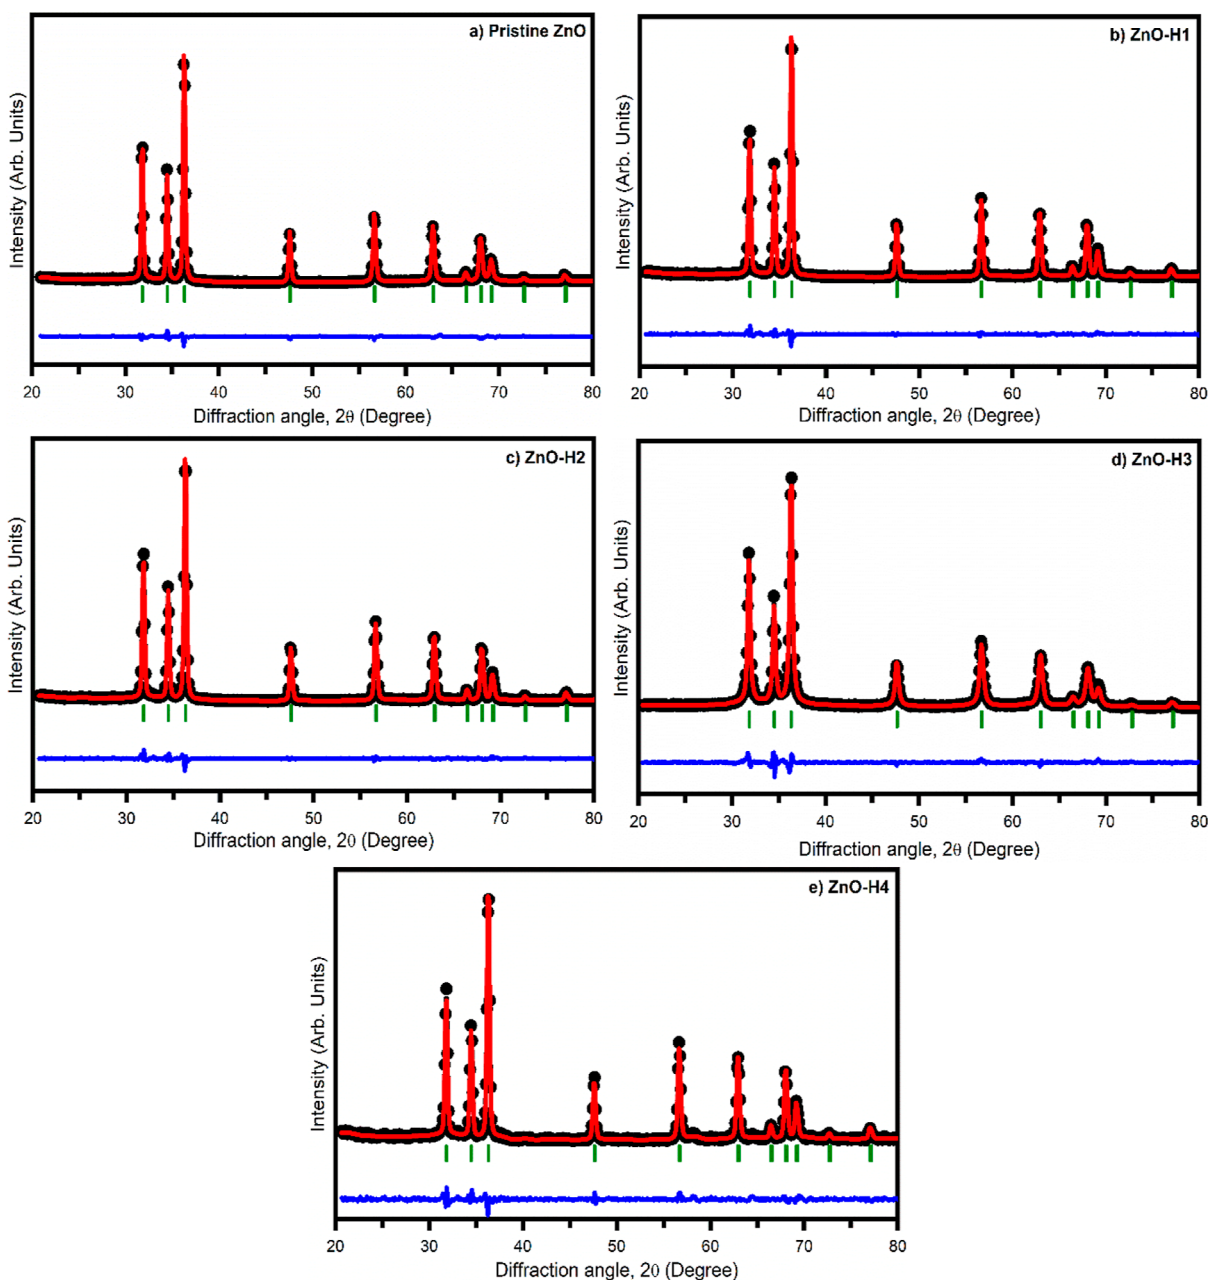 a) Pristine ZnO
Intensity (Arb. Units)
20 30 40 50 60 70 80
Diffraction angle, 2θ (Degree)
b) ZnO-H1
Intensity (Arb. Units)
20 30 40 50 60 70 80
Diffraction angle, 2θ (Degree)
c) ZnO-H2
Intensity (Arb. Units)
20 30 40 50 60 70 80
Diffraction angle, 2θ (Degree)
d) ZnO-H3
Intensity (Arb. Units)
20 30 40 50 60 70 80
Diffraction angle, 2θ (Degree)
e) ZnO-H4
Intensity (Arb. Units)
20 30 40 50 60 70 80
Diffraction angle, 2θ (Degree)